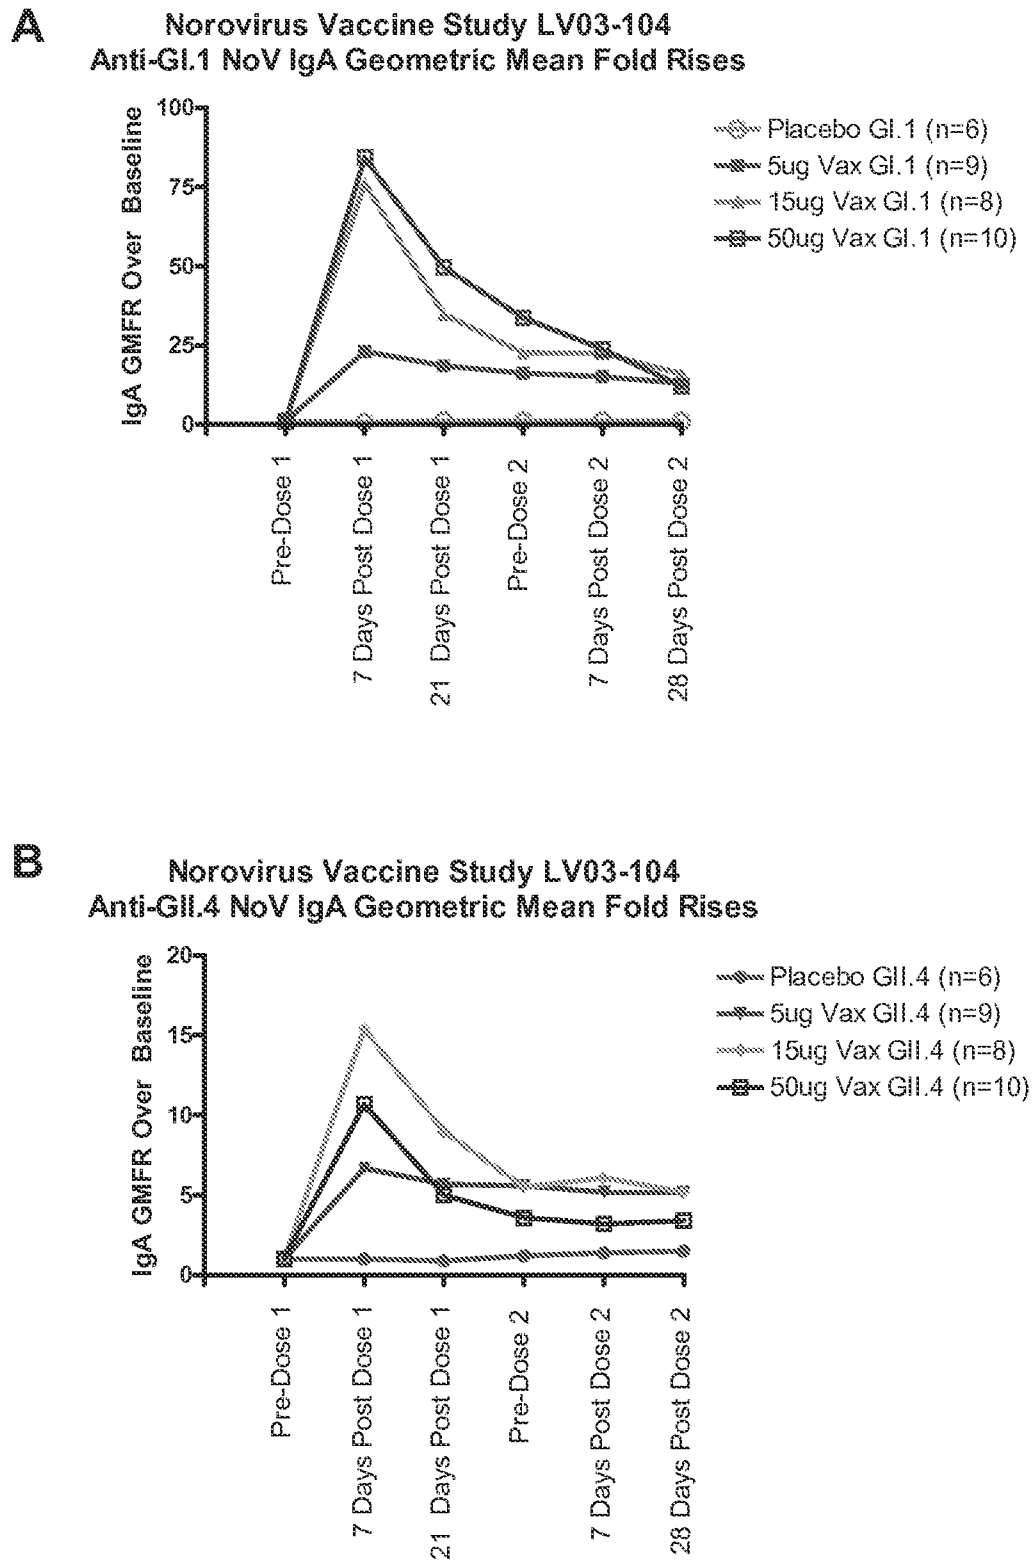 A
Norovirus Vaccine Study LV03-104
Anti-GI.1 NoV IgA Geometric Mean Fold Rises
IgA GMFR Over Baseline
100
75
50
25
0
Placebo GI.1 (n=6)
5ug Vax GI.1 (n=9)
15ug Vax GI.1 (n=8)
50ug Vax GI.1 (n=10)
Pre-Dose 1
7 Days Post Dose 1
21 Days Post Dose 1
Pre-Dose 2
7 Days Post Dose 2
28 Days Post Dose 2
B
Norovirus Vaccine Study LV03-104
Anti-GII.4 NoV IgA Geometric Mean Fold Rises
IgA GMFR Over Baseline
20
15
10
5
0
Placebo GII.4 (n=6)
5ug Vax GII.4 (n=9)
15ug Vax GII.4 (n=8)
50ug Vax GII.4 (n=10)
Pre-Dose 1
7 Days Post Dose 1
21 Days Post Dose 1
Pre-Dose 2
7 Days Post Dose 2
28 Days Post Dose 2